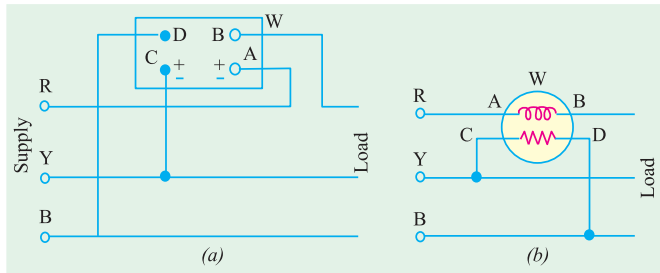 D B W
C + + A
- -
R
Y
B
Supply
Load
(a)
W
R A B
C D
Y
B
Load
(b)